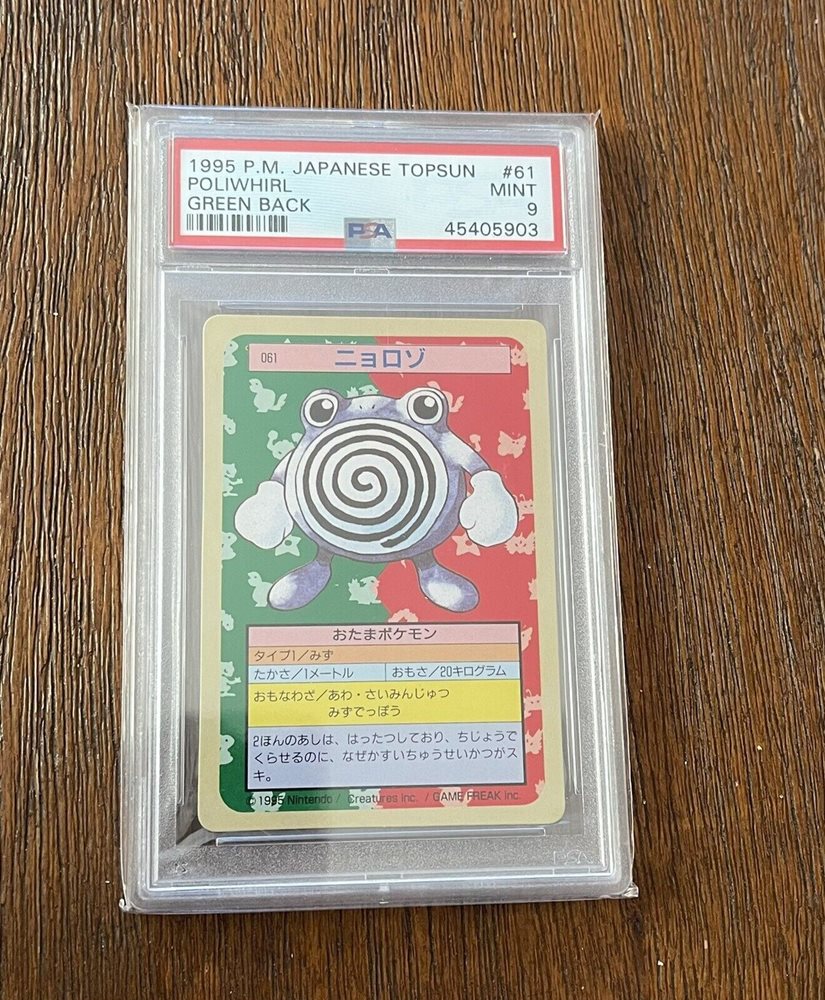 1995 P.M. JAPANESE TOPSUN #61
POLIWHIRL MINT
GREEN BACK 9
PSA 45405903
061 ニョロゾ
おたまポケモン
タイプ1/みず
たかさ/1メートル おもさ/20キログラム
おもなわざ/あわ・さいみんじゅつ
みずでっぽう
2ほんのあしは、はったつしており、ちじょうで
くらせるのに、なぜかすいちゅうせいかつがス
キ。
©1995 Nintendo / Creatures inc. / GAME FREAK inc.
PSA